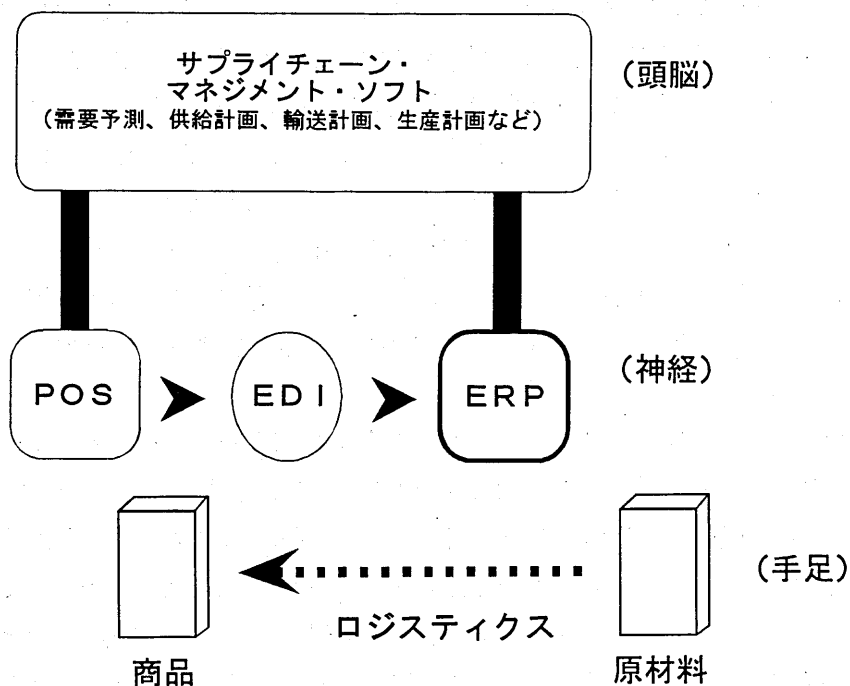 サプライチェーン・
マネジメント・ソフト
（需要予測、供給計画、輸送計画、生産計画など）
（頭脳）
POS
EDI
ERP
（神経）
（手足）
ロジスティクス
商品
原材料